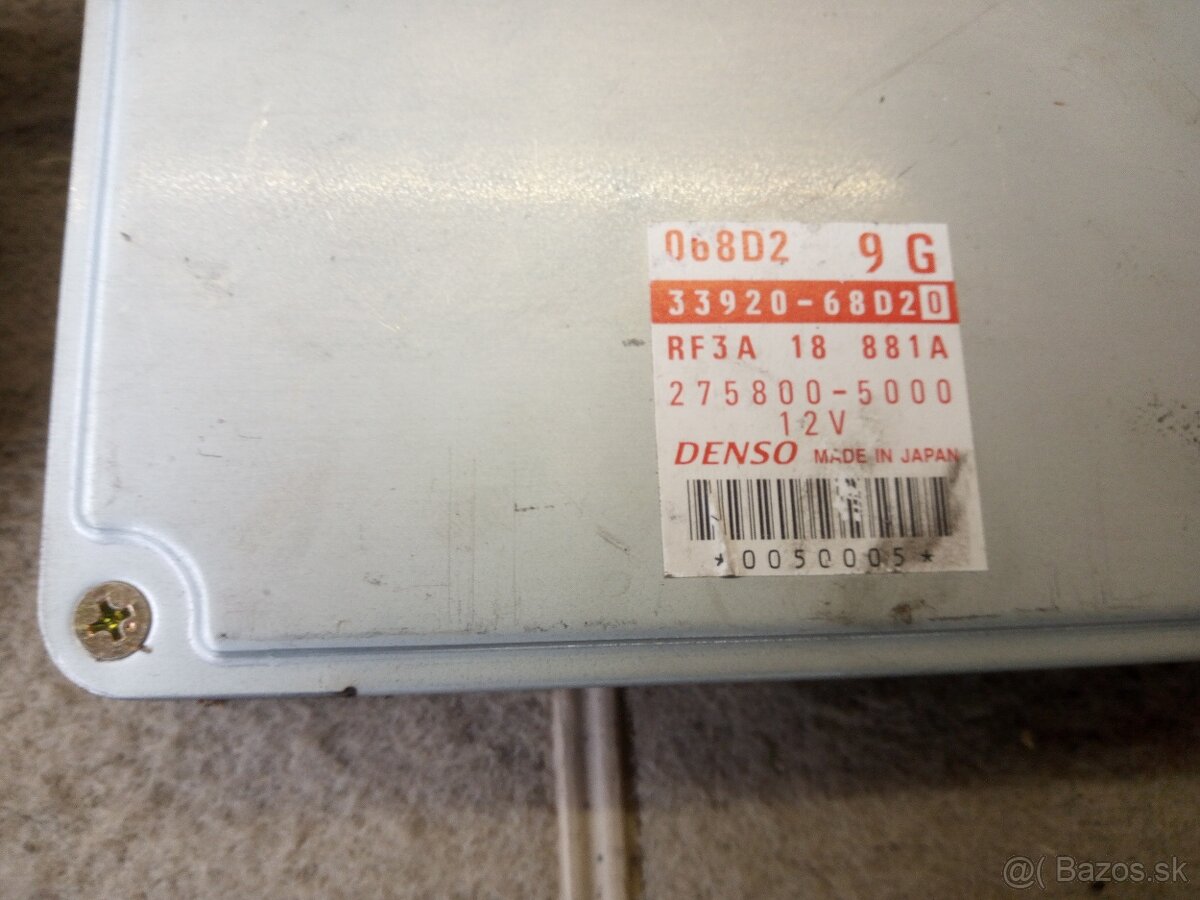 068D2 9G
33920-68D20
RF3A 18 881A
275800-5000
12V
DENSO MADE IN JAPAN
*0050005*
@( Bazos.sk